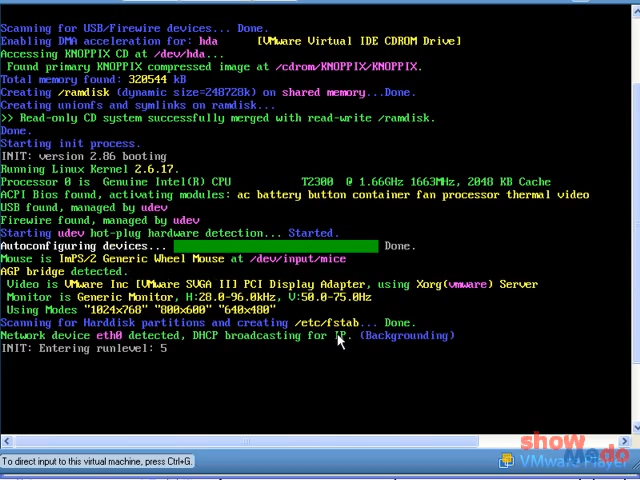 Scanning for USB/Firewire devices... Done.
Enabling DMA acceleration for: hda      [VMware Virtual IDE CDROM Drive]
Accessing KNOPPIX CD at /dev/hda...
Found primary KNOPPIX compressed image at /cdrom/KNOPPIX/KNOPPIX.
Total memory found: 320544 kB
Creating /ramdisk (dynamic size=248728k) on shared memory...Done.
Creating unionfs and symlinks on ramdisk...
>> Read-only CD system successfully merged with read-write /ramdisk.
Done.
Starting init process.
INIT: version 2.86 booting
Running Linux Kernel 2.6.17.
Processor 0 is Genuine Intel(R) CPU           T2300  @ 1.66GHz 1663MHz, 2048 KB Cache
ACPI Bios found, activating modules: ac battery button container fan processor thermal video
USB found, managed by udev
Firewire found, managed by udev
Starting udev hot-plug hardware detection... Started.
Autoconfiguring devices... Done.
Mouse is ImPS/2 Generic Wheel Mouse at /dev/input/mice
AGP bridge detected.
Video is VMware Inc [VMware SVGA II] PCI Display Adapter, using Xorg(vmware) Server
Monitor is Generic Monitor, H:28.0-96.0kHz, V:50.0-75.0Hz
Using Modes "1024x768" "800x600" "640x480"
Scanning for Harddisk partitions and creating /etc/fstab... Done.
Network device eth0 detected, DHCP broadcasting for IP. (Backgrounding)
INIT: Entering runlevel: 5
show
me do
To direct input to this virtual machine, press Ctrl+G.
VMware Player